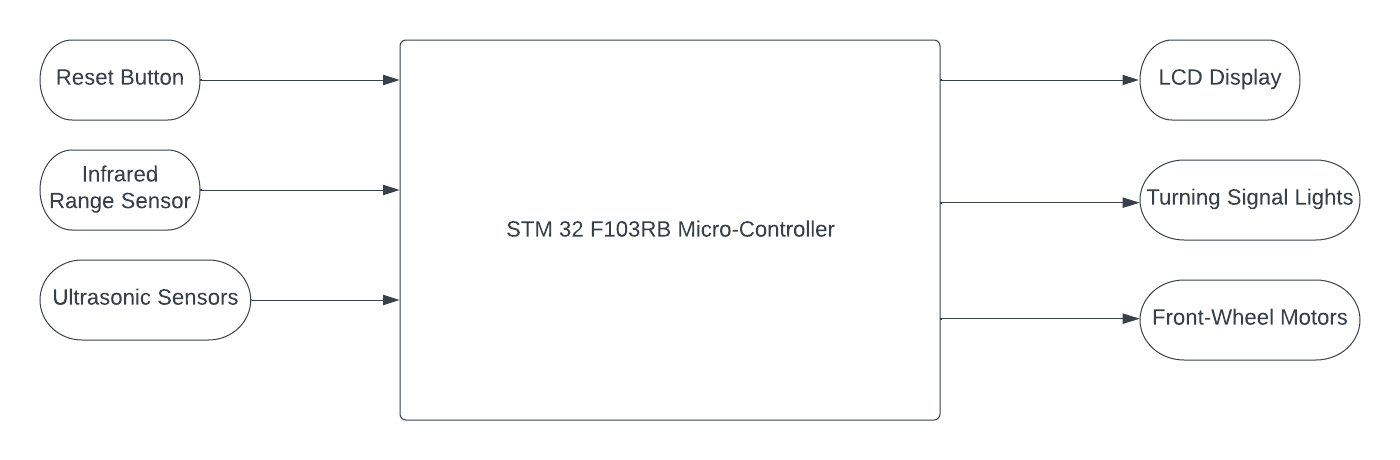 Reset Button
Infrared
Range Sensor
Ultrasonic Sensors
STM 32 F103RB Micro-Controller
LCD Display
Turning Signal Lights
Front-Wheel Motors